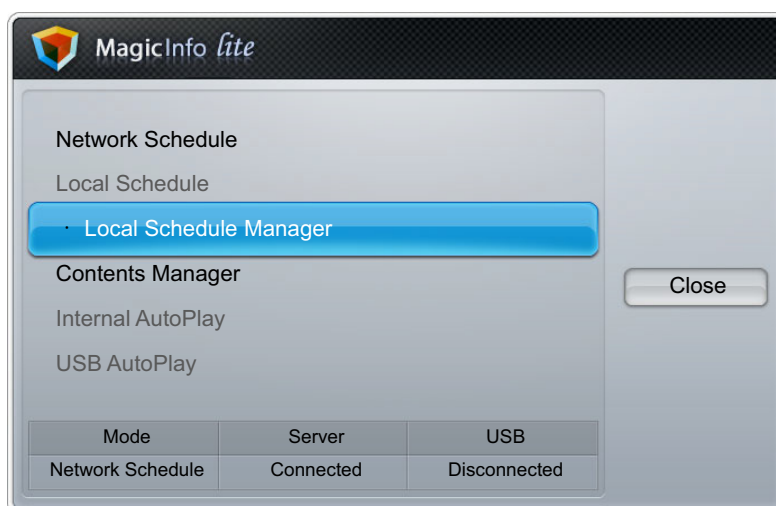 MagicInfo lite
Network Schedule
Local Schedule
· Local Schedule Manager
Contents Manager
Internal AutoPlay
USB AutoPlay
Close
Mode Server USB
Network Schedule Connected Disconnected